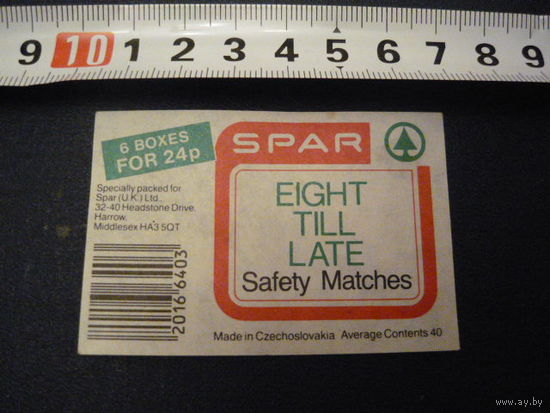 9 10 1 2 3 4 5 6 7 8 9
6 BOXES
FOR 24p
SPAR
Specially packed for
Spar (U.K.) Ltd.,
32-40 Headstone Drive,
Harrow,
Middlesex HA3 5QT
EIGHT
TILL
LATE
Safety Matches
2016 6403
Made in Czechoslovakia Average Contents 40
www.ay.by